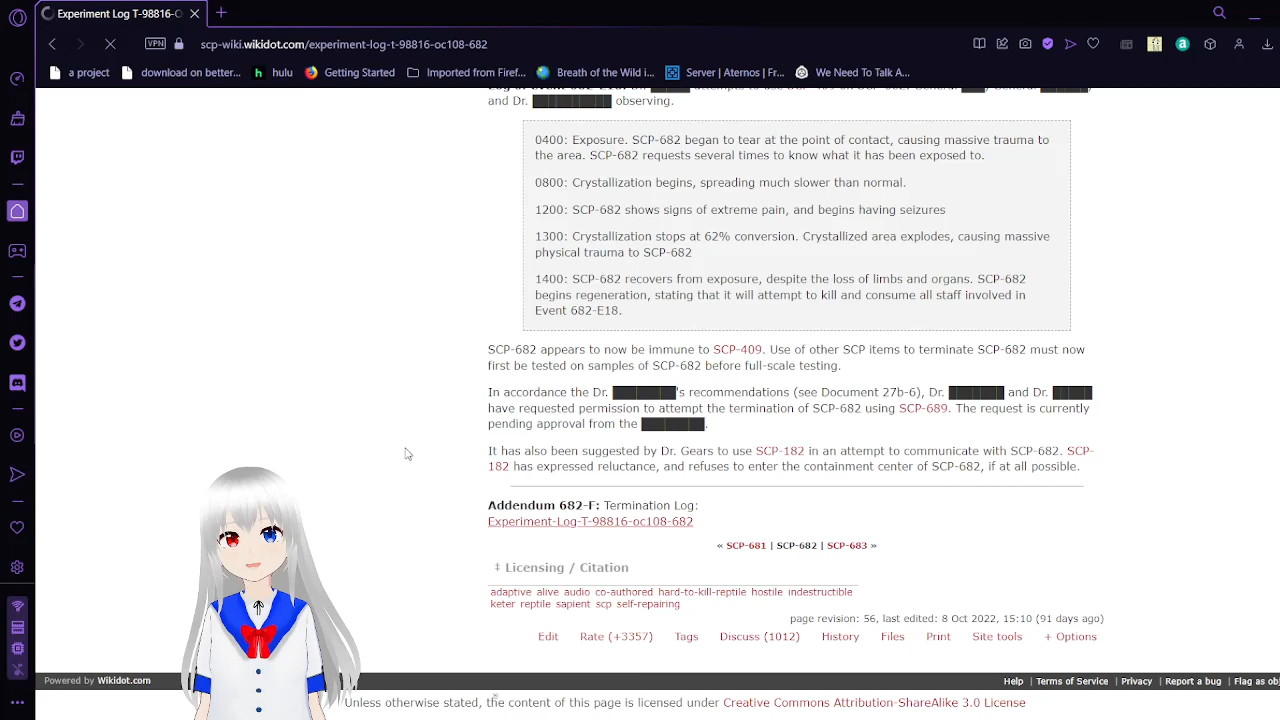 Experiment Log T-98816-O
VPN scp-wiki.wikidot.com/experiment-log-t-98816-oc108-682
a project download on better... hulu Getting Started Imported from Firef... Breath of the Wild i... Server | Aternos | Fr... We Need To Talk A...
and Dr. observing.
0400: Exposure. SCP-682 began to tear at the point of contact, causing massive trauma to
the area. SCP-682 requests several times to know what it has been exposed to.
0800: Crystallization begins, spreading much slower than normal.
1200: SCP-682 shows signs of extreme pain, and begins having seizures
1300: Crystallization stops at 62% conversion. Crystallized area explodes, causing massive
physical trauma to SCP-682
1400: SCP-682 recovers from exposure, despite the loss of limbs and organs. SCP-682
begins regeneration, stating that it will attempt to kill and consume all staff involved in
Event 682-E18.
SCP-682 appears to now be immune to SCP-409. Use of other SCP items to terminate SCP-682 must now
first be tested on samples of SCP-682 before full-scale testing.
In accordance the Dr. 's recommendations (see Document 27b-6), Dr. and Dr.
have requested permission to attempt the termination of SCP-682 using SCP-689. The request is currently
pending approval from the .
It has also been suggested by Dr. Gears to use SCP-182 in an attempt to communicate with SCP-682. SCP-
182 has expressed reluctance, and refuses to enter the containment center of SCP-682, if at all possible.
Addendum 682-F: Termination Log:
Experiment-Log-T-98816-oc108-682
« SCP-681 | SCP-682 | SCP-683 »
‡ Licensing / Citation
adaptive alive audio co-authored hard-to-kill-reptile hostile indestructible
keter reptile sapient scp self-repairing
page revision: 56, last edited: 8 Oct 2022, 15:10 (91 days ago)
Edit Rate (+3357) Tags Discuss (1012) History Files Print Site tools + Options
Powered by Wikidot.com Help | Terms of Service | Privacy | Report a bug | Flag as ob
Unless otherwise stated, the content of this page is licensed under Creative Commons Attribution-ShareAlike 3.0 License